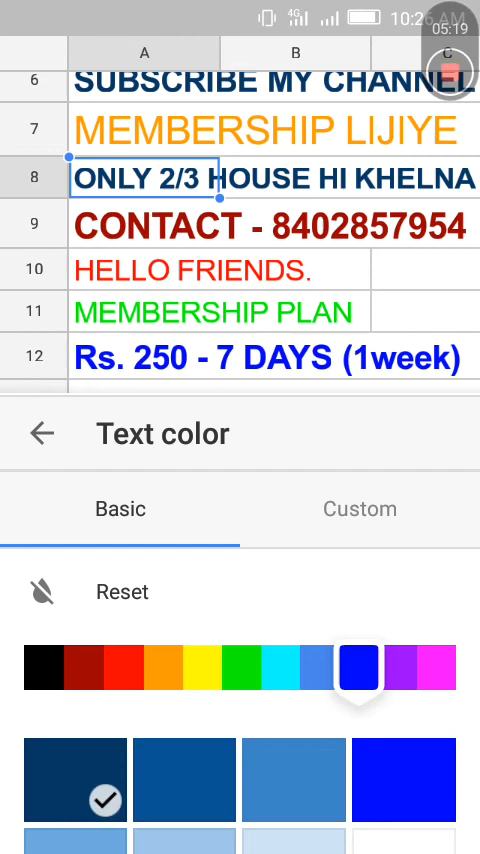 4G 10:26 AM
05:19
A B C
6 SUBSCRIBE MY CHANNEL
7 MEMBERSHIP LIJIYE
8 ONLY 2/3 HOUSE HI KHELNA
9 CONTACT - 8402857954
10 HELLO FRIENDS.
11 MEMBERSHIP PLAN
12 Rs. 250 - 7 DAYS (1week)
Text color
Basic Custom
Reset